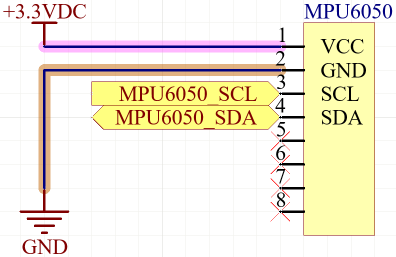 +3.3VDC MPU6050
1 VCC
2 GND
MPU6050_SCL 3 SCL
MPU6050_SDA 4 SDA
5
6
7
8
GND